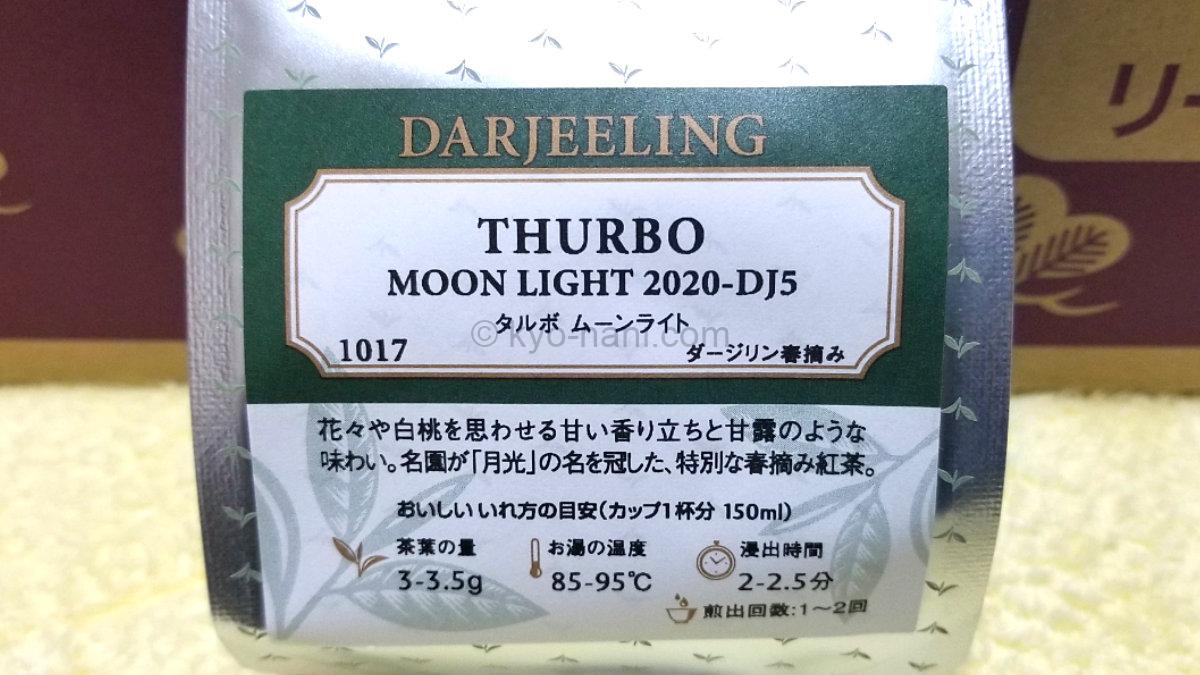 リー
DARJEELING
THURBO
MOON LIGHT 2020-DJ5
タルボ ムーンライト
©kyo-nani.com
1017 ダージリン春摘み
花々や白桃を思わせる甘い香り立ちと甘露のような
味わい。名園が「月光」の名を冠した、特別な春摘み紅茶。
おいしいいれ方の目安(カップ1杯分 150ml)
茶葉の量 お湯の温度 浸出時間
3-3.5g 85-95℃ 2-2.5分
煎出回数:1～2回